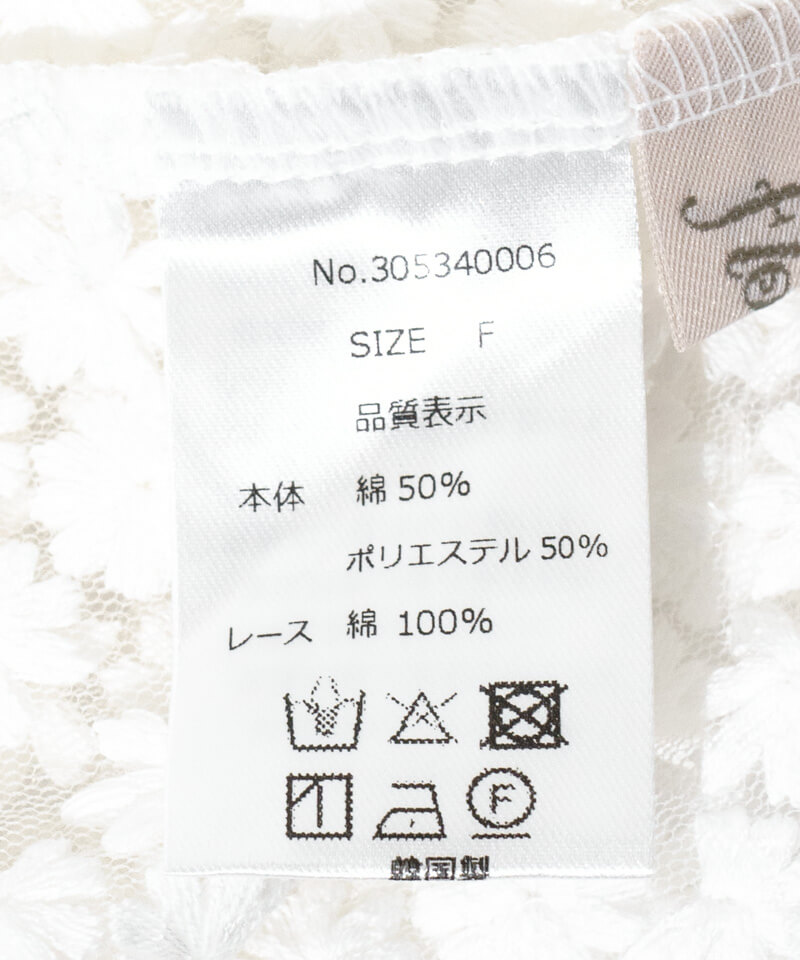 No.305340006
SIZE F
品質表示
本体 綿 50%
ポリエステル 50%
レース 綿 100%
F
韓国製